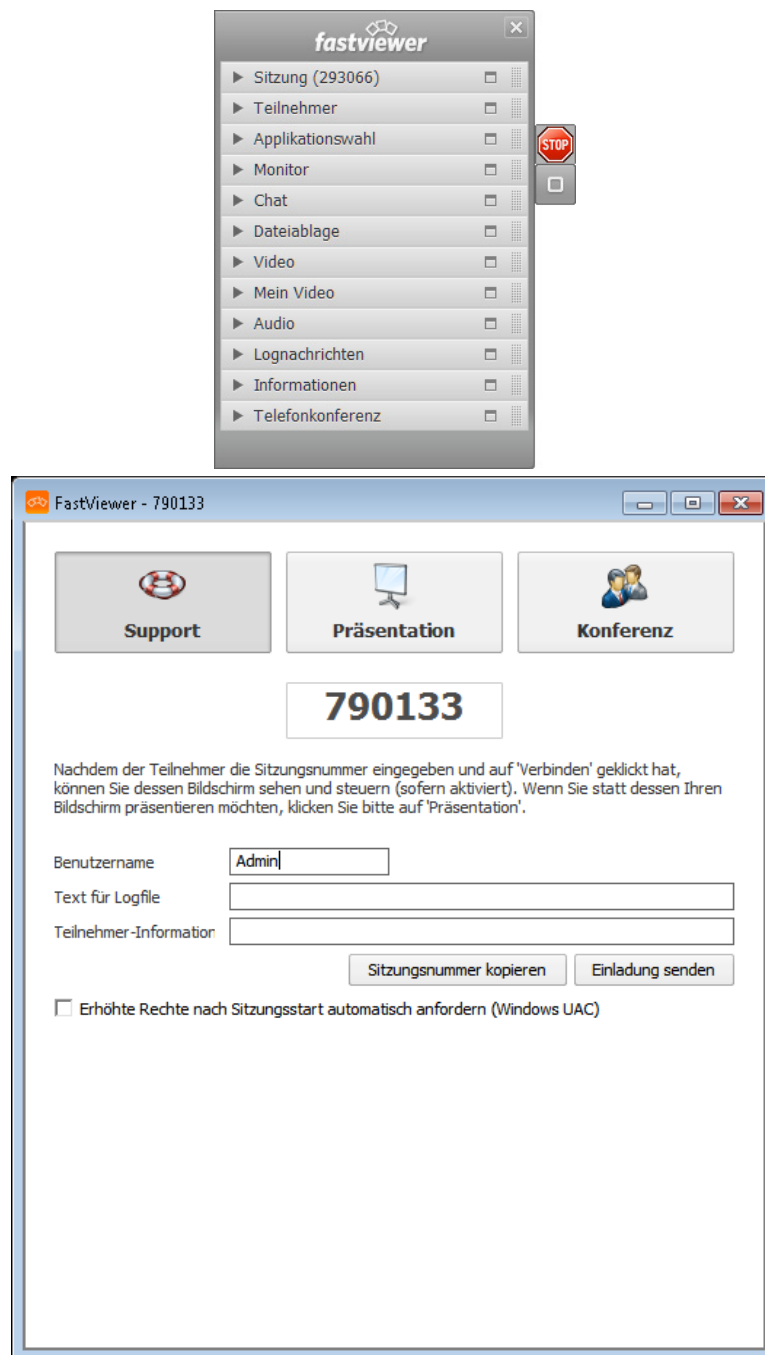 fastviewer
Sitzung (293066)
Teilnehmer
Applikationswahl
STOP
Monitor
Chat
Dateiablage
Video
Mein Video
Audio
Lognachrichten
Informationen
Telefonkonferenz
FastViewer - 790133
Support
Präsentation
Konferenz
790133
Nachdem der Teilnehmer die Sitzungsnummer eingegeben und auf 'Verbinden' geklickt hat,
können Sie dessen Bildschirm sehen und steuern (sofern aktiviert). Wenn Sie statt dessen Ihren
Bildschirm präsentieren möchten, klicken Sie bitte auf 'Präsentation'.
Benutzername Admin
Text für Logfile
Teilnehmer-Information
Sitzungsnummer kopieren
Einladung senden
Erhöhte Rechte nach Sitzungsstart automatisch anfordern (Windows UAC)